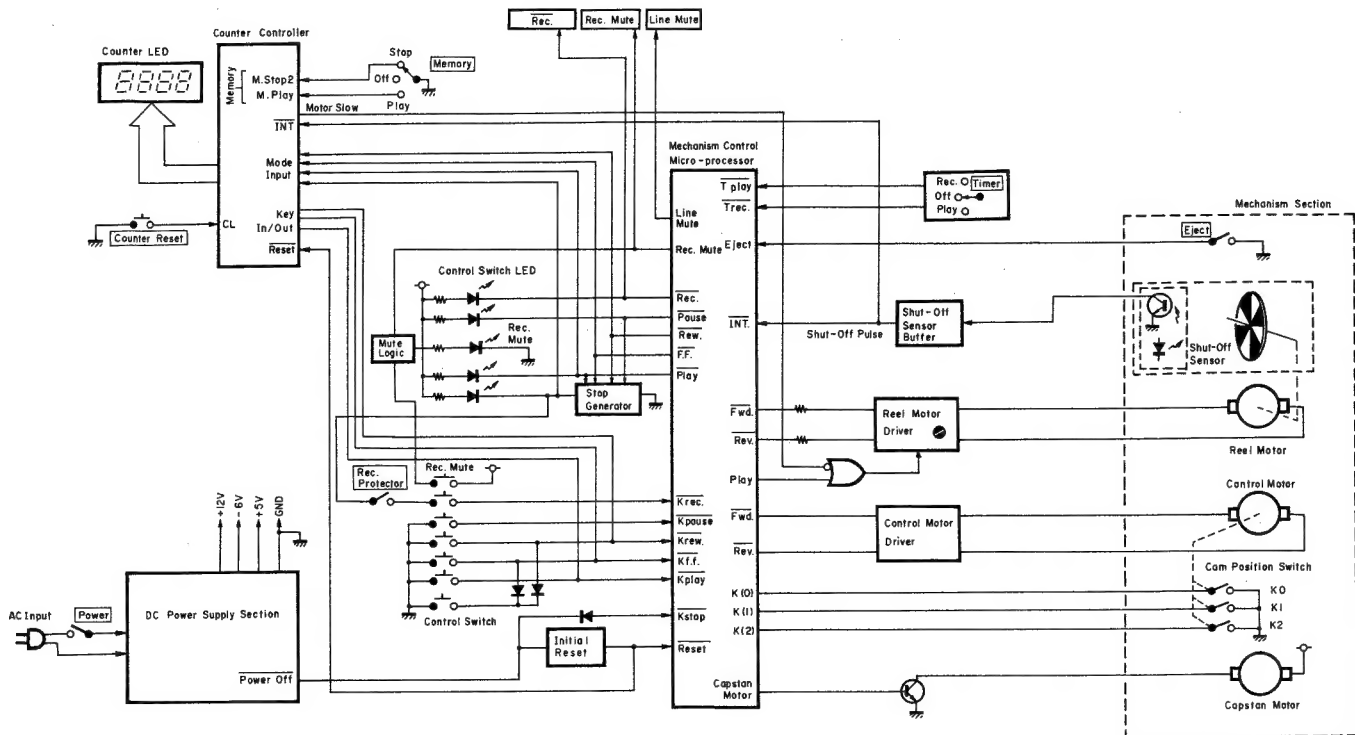 Rec.
Rec. Mute
Line Mute
Counter Controller
Counter LED
8888
Memory
M.Stop2
M.Play
Stop
Off
Play
Memory
Motor Slow
INT
Mode
Input
Key
In/Out
CL
Reset
Counter Reset
Mechanism Control
Micro-processor
T play
Trec.
Line
Mute
Eject
Rec. Mute
Rec.
Pause
INT.
Rew.
F.F.
Play
Fwd.
Rev.
Play
Krec.
Kpause
Fwd.
Krew.
Kf.f.
Rev.
Kplay
K(0)
K(1)
Kstop
K(2)
Reset
Capstan
Motor
Rec.
Off
Play
Timer
Mechanism Section
Eject
Control Switch LED
Rec.
Mute
Mute
Logic
Stop
Generator
Shut-Off Pulse
Shut-Off
Sensor
Buffer
Shut-Off
Sensor
Reel Motor
Driver
Reel Motor
Rec.
Protector
Rec. Mute
Control Motor
Driver
Control Motor
Cam Position Switch
K0
K1
K2
Control Switch
Initial
Reset
+12V
-6V
+5V
GND
AC Input
Power
DC Power Supply Section
Power Off
Capstan Motor